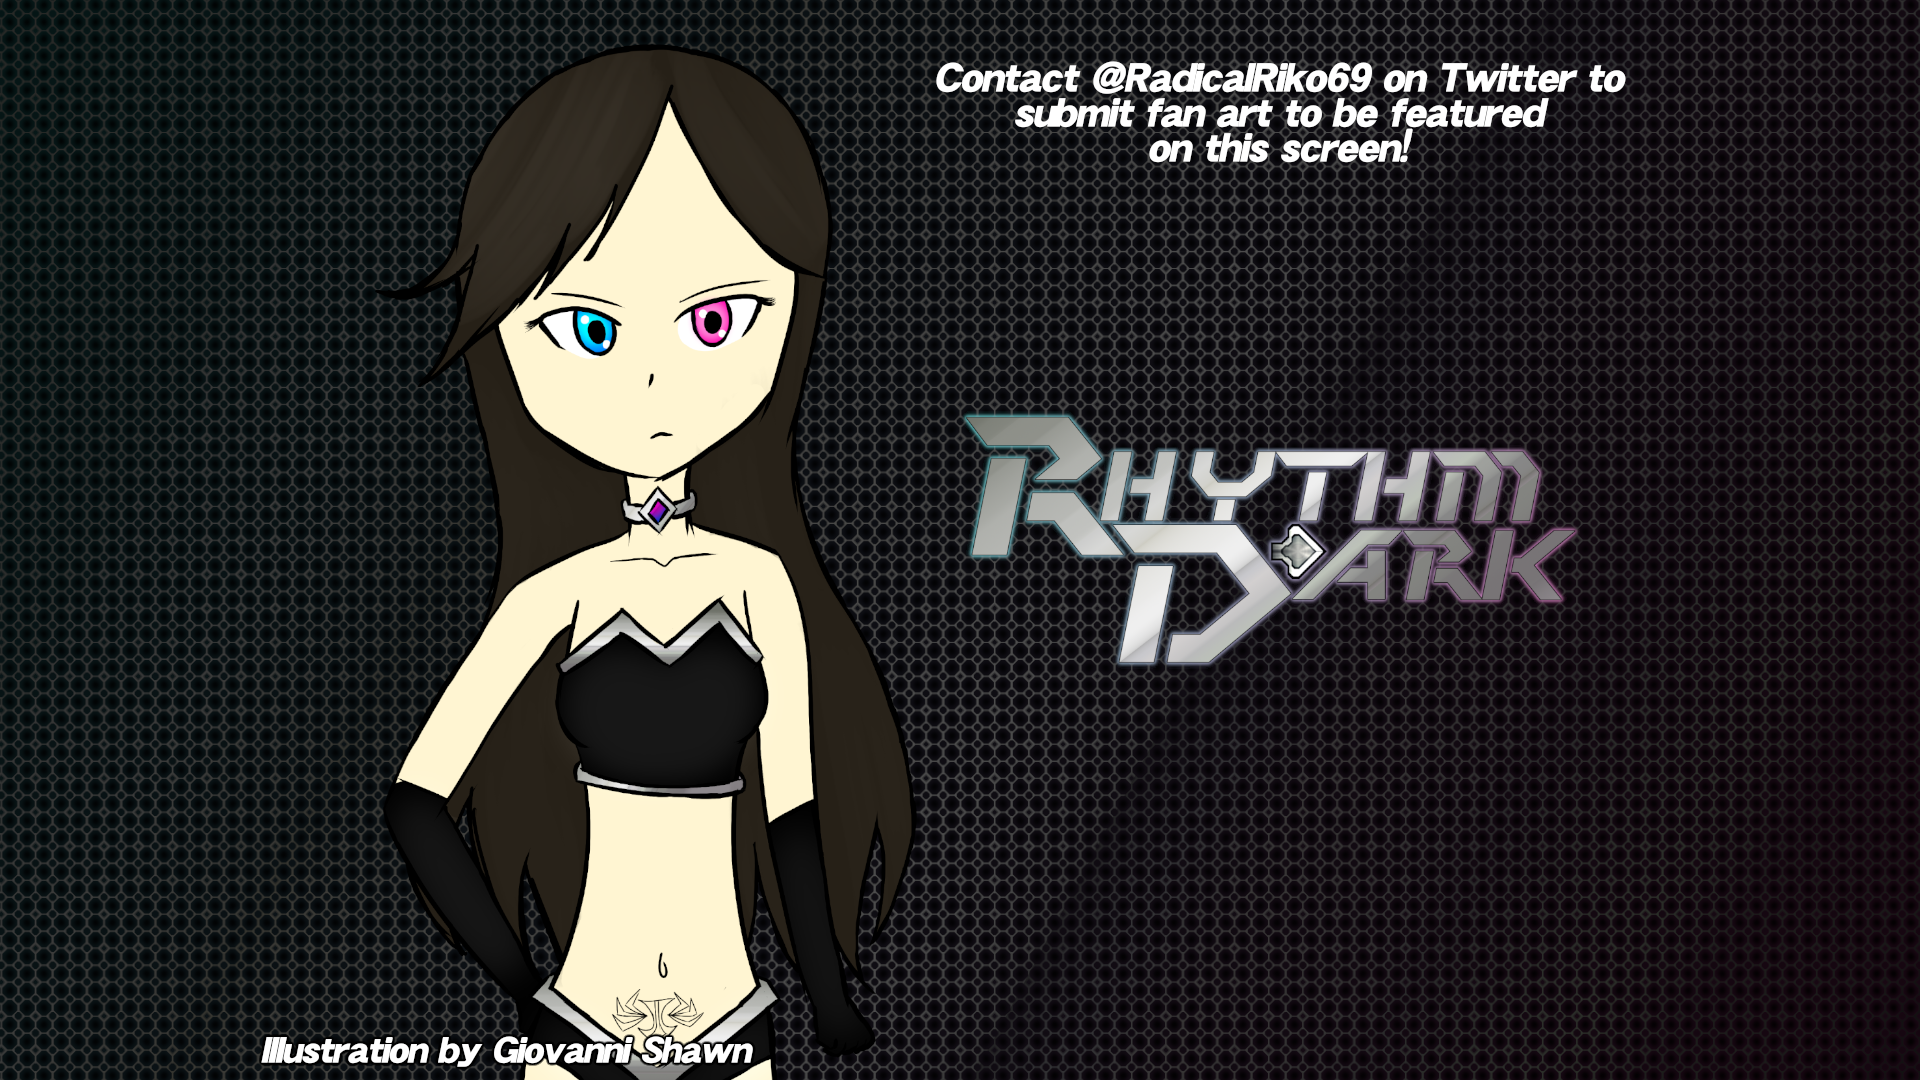 Contact @RadicalRiko69 on Twitter to
submit fan art to be featured
on this screen!
RHYTHM
DARK
Illustration by Giovanni Shawn